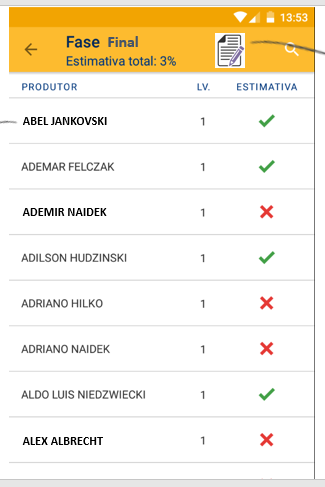 13:53
Fase Final
Estimativa total: 3%
PRODUTOR LV. ESTIMATIVA
ABEL JANKOVSKI 1
ADEMAR FELCZAK 1
ADEMIR NAIDEK 1
ADILSON HUDZINSKI 1
ADRIANO HILKO 1
ADRIANO NAIDEK 1
ALDO LUIS NIEDZWIECKI 1
ALEX ALBRECHT 1